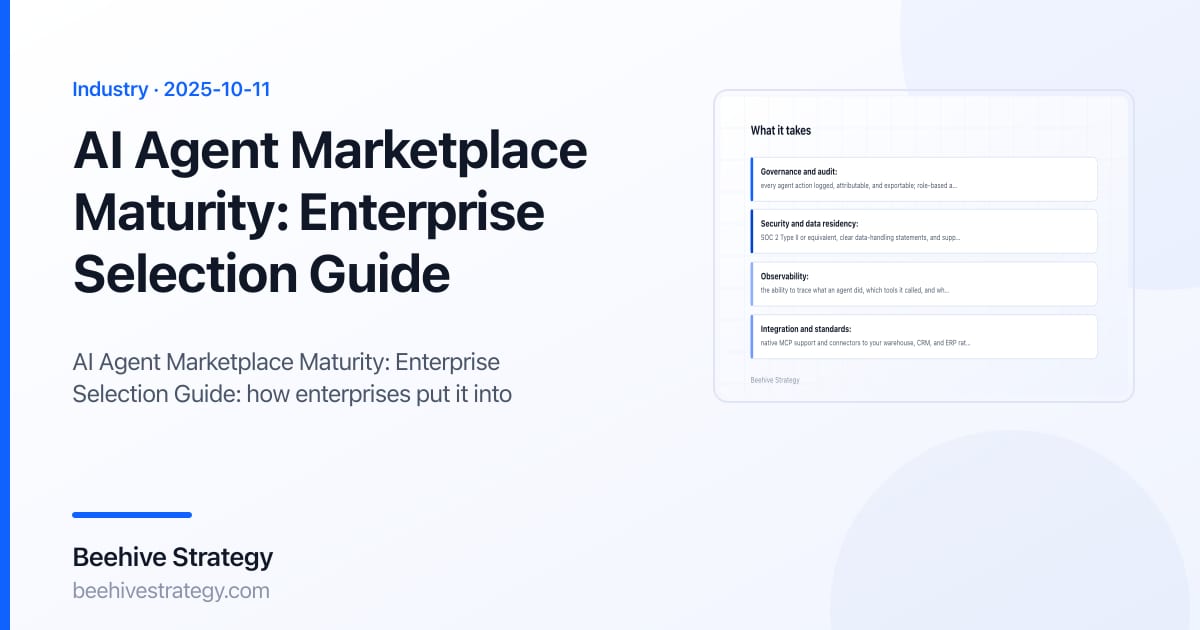 Industry · 2025-10-11
AI Agent Marketplace
Maturity: Enterprise
Selection Guide
AI Agent Marketplace Maturity: Enterprise
Selection Guide: how enterprises put it into
Beehive Strategy
beehivestrategy.com
What it takes
Governance and audit:
every agent action logged, attributable, and exportable; role-based a...
Security and data residency:
SOC 2 Type II or equivalent, clear data-handling statements, and supp...
Observability:
the ability to trace what an agent did, which tools it called, and wh...
Integration and standards:
native MCP support and connectors to your warehouse, CRM, and ERP rat...
Beehive Strategy